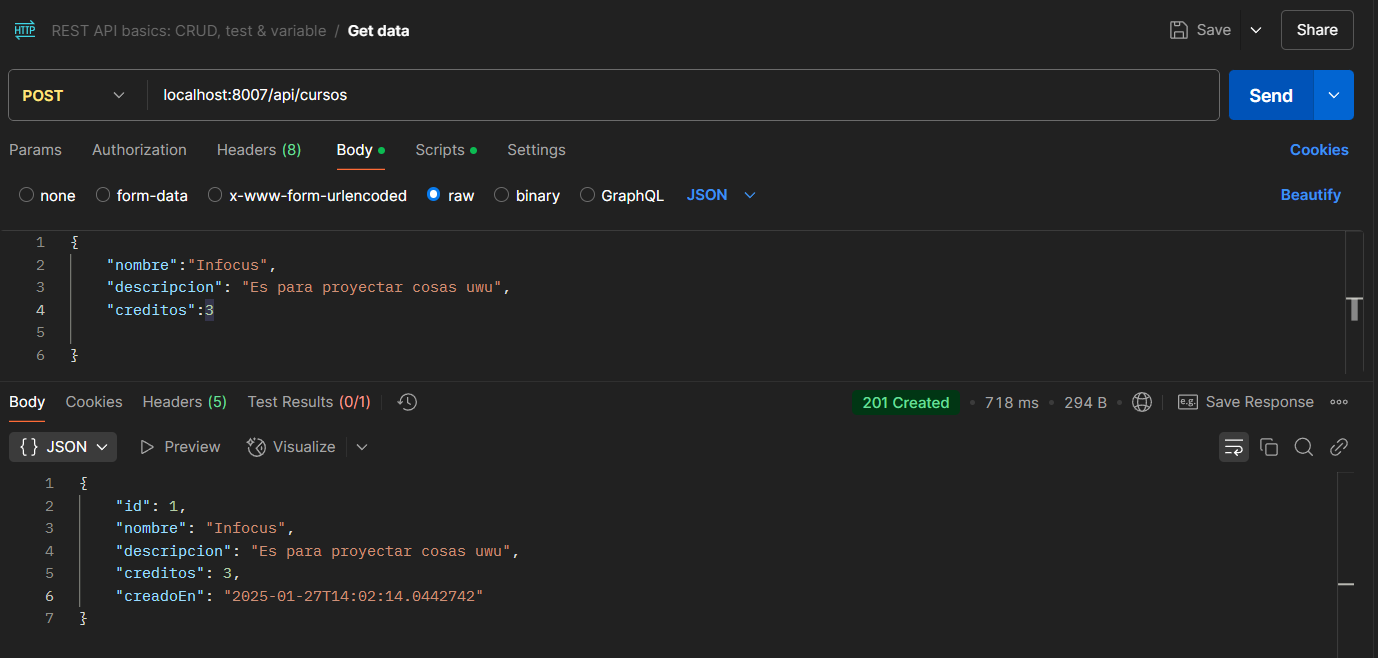 HTTP REST API basics: CRUD, test & variable / Get data Save Share
POST localhost:8007/api/cursos Send
Params Authorization Headers (8) Body Scripts Settings Cookies
none form-data x-www-form-urlencoded raw binary GraphQL JSON Beautify
1 {
2 "nombre":"Infocus",
3 "descripcion": "Es para proyectar cosas uwu",
4 "creditos":3
5
6 }
Body Cookies Headers (5) Test Results (0/1) 201 Created • 718 ms • 294 B • e.g. Save Response
{} JSON Preview Visualize
1 {
2 "id": 1,
3 "nombre": "Infocus",
4 "descripcion": "Es para proyectar cosas uwu",
5 "creditos": 3,
6 "creadoEn": "2025-01-27T14:02:14.0442742"
7 }